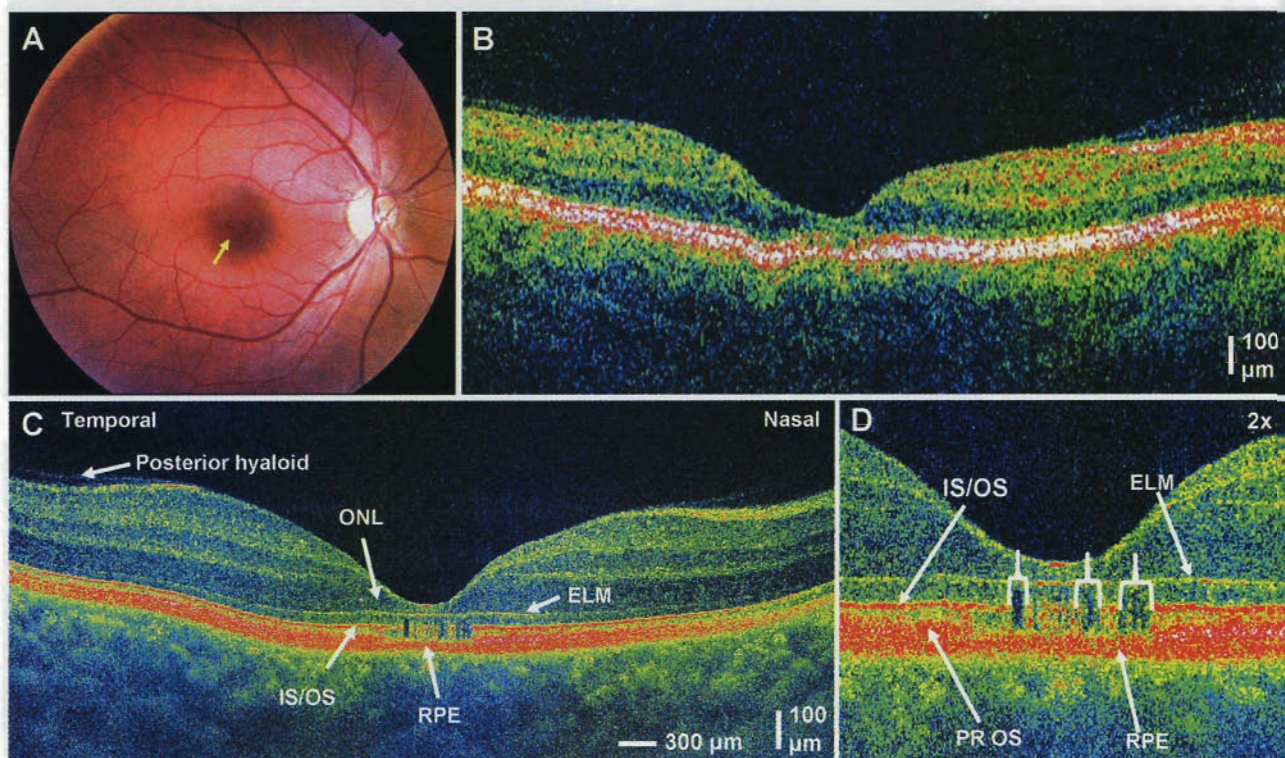 A
B
100
µm
C Temporal
Nasal
Posterior hyaloid
ONL
ELM
IS/OS
RPE
300 µm
100
µm
D
2x
IS/OS
ELM
PR OS
RPE